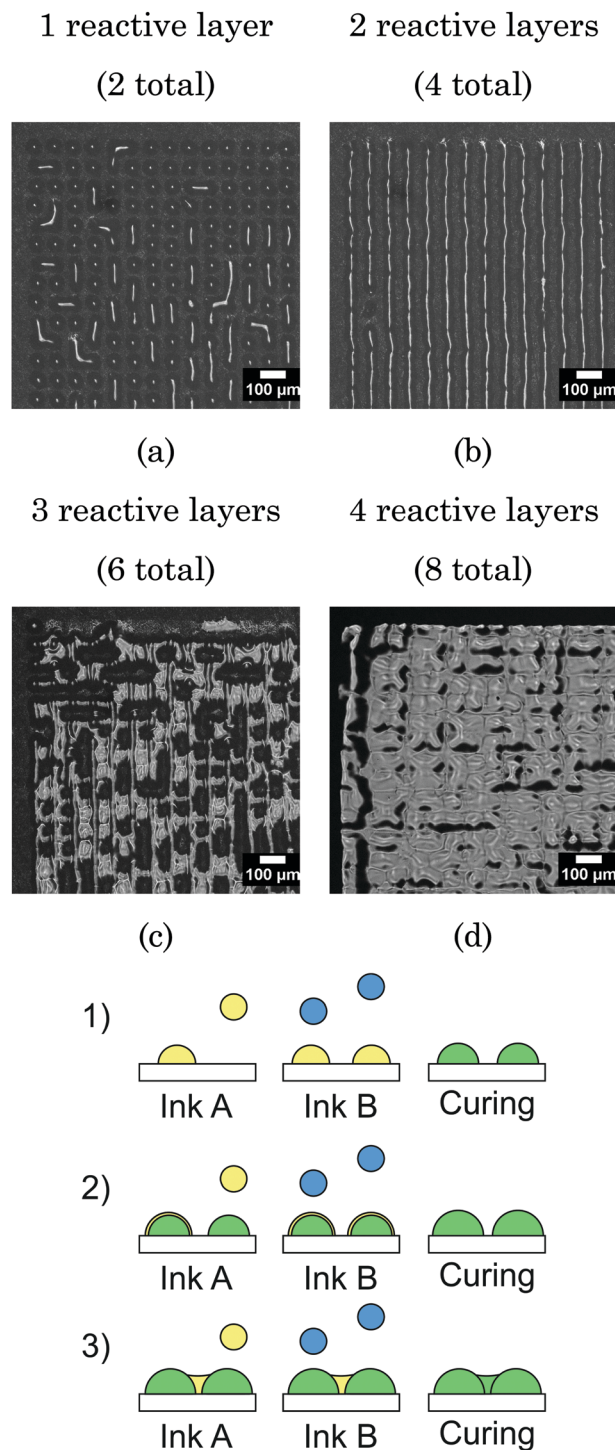 1 reactive layer 2 reactive layers
(2 total) (4 total)
100 µm 100 µm
(a) (b)
3 reactive layers 4 reactive layers
(6 total) (8 total)
100 µm 100 µm
(c) (d)
1)
Ink A Ink B Curing
2)
Ink A Ink B Curing
3)
Ink A Ink B Curing